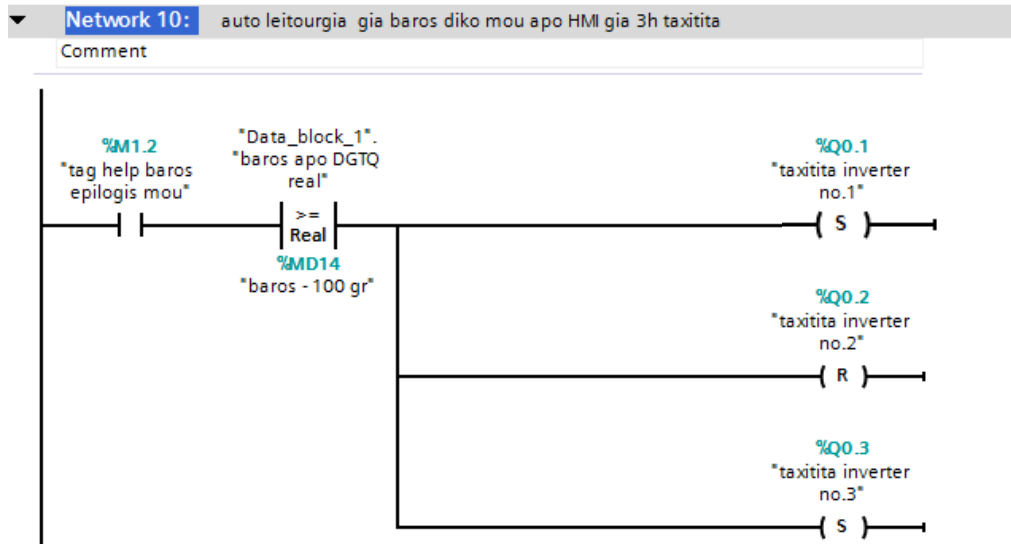 Network 10: auto leitourgia gia baros diko mou apo HMI gia 3h taxitita
Comment
%M1.2
"tag help baros
epilogis mou"
"Data_block_1".
"baros apo DGTQ
real"
>=
Real
%MD14
"baros - 100 gr"
%Q0.1
"taxitita inverter
no.1"
S
%Q0.2
"taxitita inverter
no.2"
R
%Q0.3
"taxitita inverter
no.3"
S